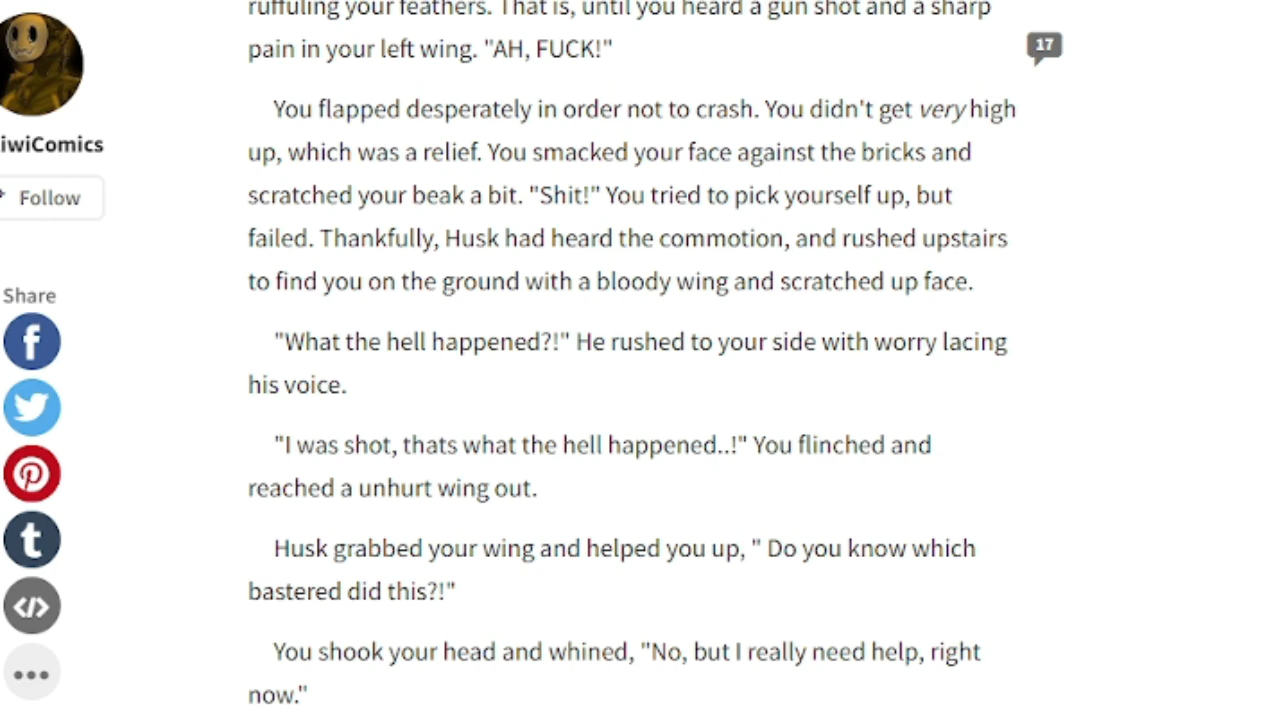 ruffuling your feathers. That is, until you heard a gun shot and a sharp
pain in your left wing. "AH, FUCK!"
17
You flapped desperately in order not to crash. You didn't get very high
up, which was a relief. You smacked your face against the bricks and
scratched your beak a bit. "Shit!" You tried to pick yourself up, but
failed. Thankfully, Husk had heard the commotion, and rushed upstairs
to find you on the ground with a bloody wing and scratched up face.
"What the hell happened?!" He rushed to your side with worry lacing
his voice.
"I was shot, thats what the hell happened..!" You flinched and
reached a unhurt wing out.
Husk grabbed your wing and helped you up, " Do you know which
bastered did this?!"
You shook your head and whined, "No, but I really need help, right
now."
iwiComics
Follow
Share